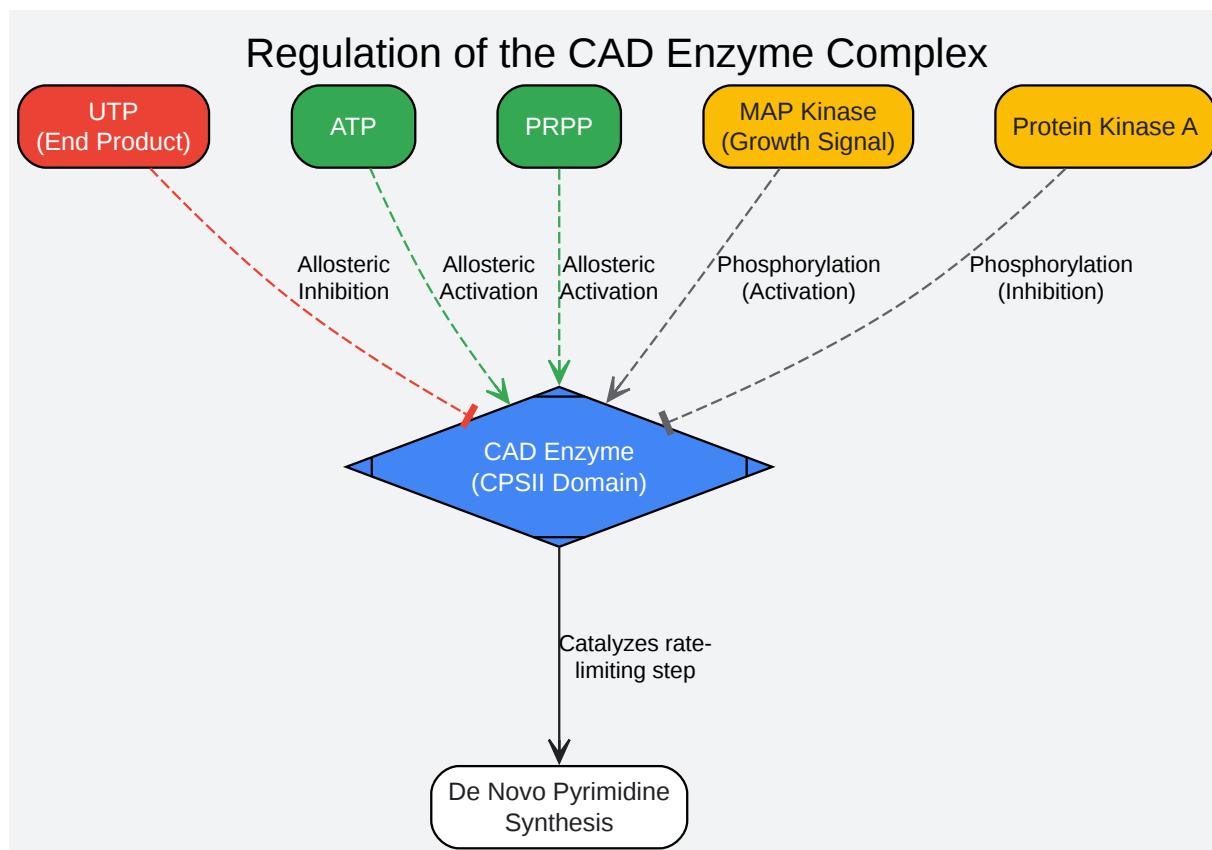 Regulation of the CAD Enzyme Complex
UTP
(End Product)
ATP
PRPP
MAP Kinase
(Growth Signal)
Protein Kinase A
Allosteric
Inhibition
Allosteric
Activation
Allosteric
Activation
Phosphorylation
(Activation)
Phosphorylation
(Inhibition)
CAD Enzyme
(CPSII Domain)
Catalyzes rate-
limiting step
De Novo Pyrimidine
Synthesis